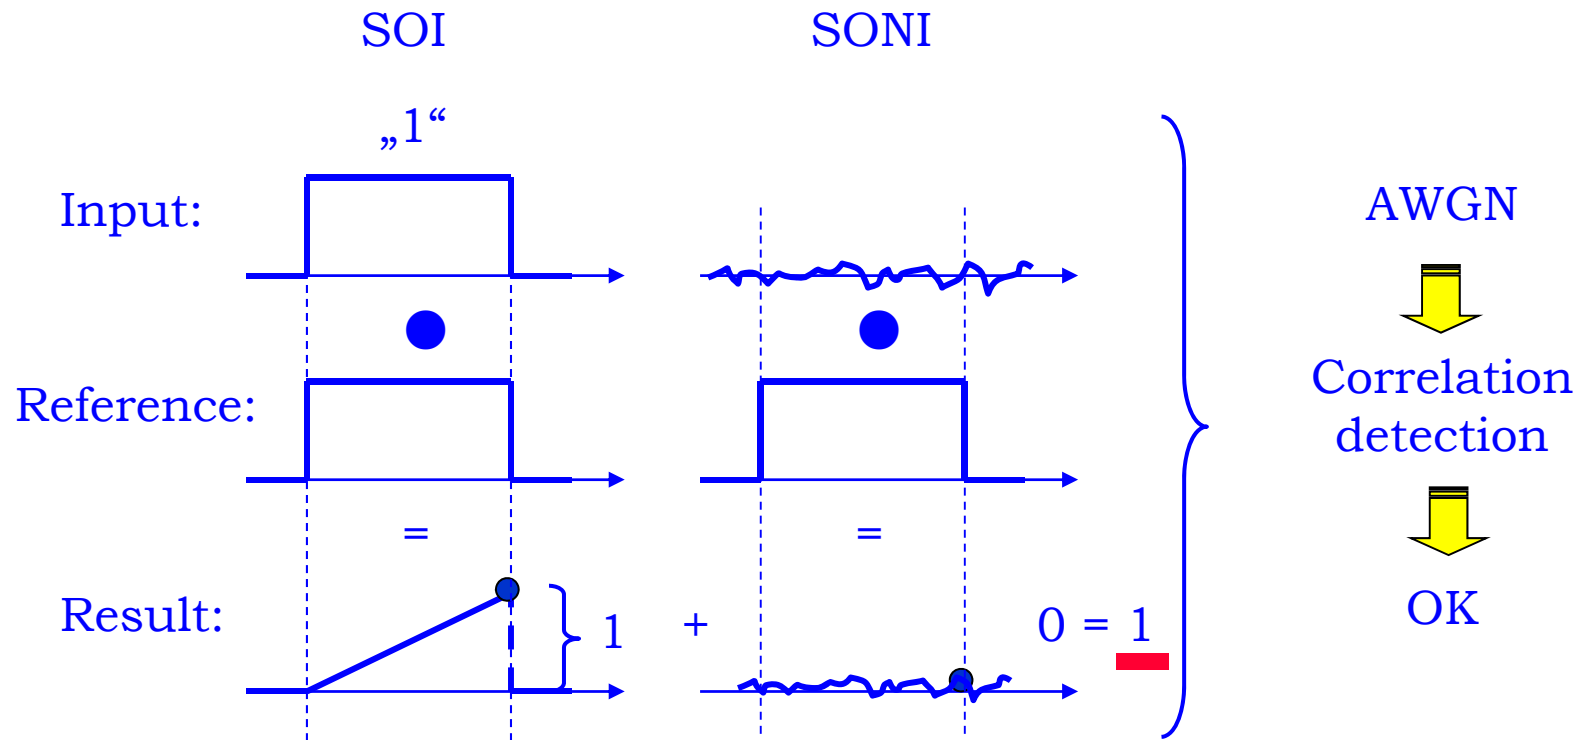 SOI
SONI
„1“
Input:
AWGN
Reference:
Correlation
detection
=
=
Result:
1
+
0 = 1
OK